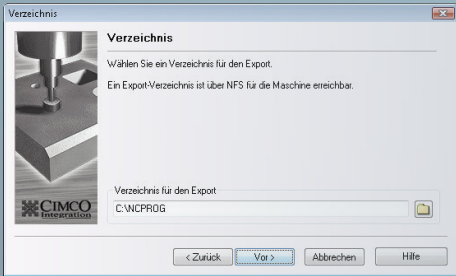 Verzeichnis
Verzeichnis
Wählen Sie ein Verzeichnis für den Export.
Ein Export-Verzeichnis ist über NFS für die Maschine erreichbar.
CIMCO
Integration
Verzeichnis für den Export
C:\NCPROG
< Zurück
Vor >
Abbrechen
Hilfe